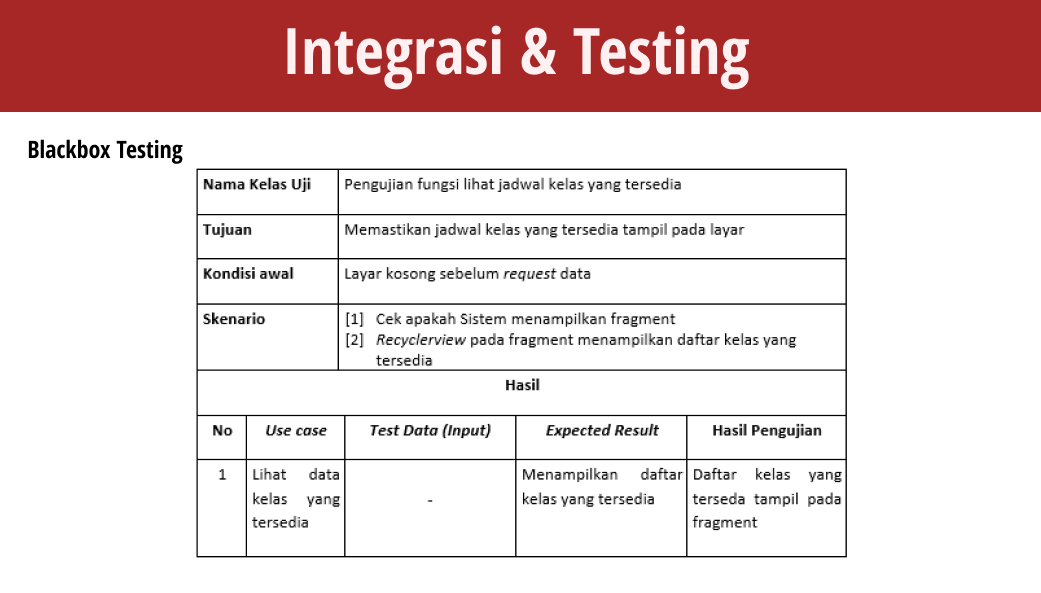 Integrasi & Testing
Blackbox Testing
Nama Kelas Uji Pengujian fungsi lihat jadwal kelas yang tersedia
Tujuan Memastikan jadwal kelas yang tersedia tampil pada layar
Kondisi awal Layar kosong sebelum request data
Skenario [1] Cek apakah Sistem menampilkan fragment
[2] Recyclerview pada fragment menampilkan daftar kelas yang
tersedia
Hasil
No Use case Test Data (Input) Expected Result Hasil Pengujian
1 Lihat data Menampilkan daftar Daftar kelas yang
kelas yang - kelas yang tersedia terseda tampil pada
tersedia fragment